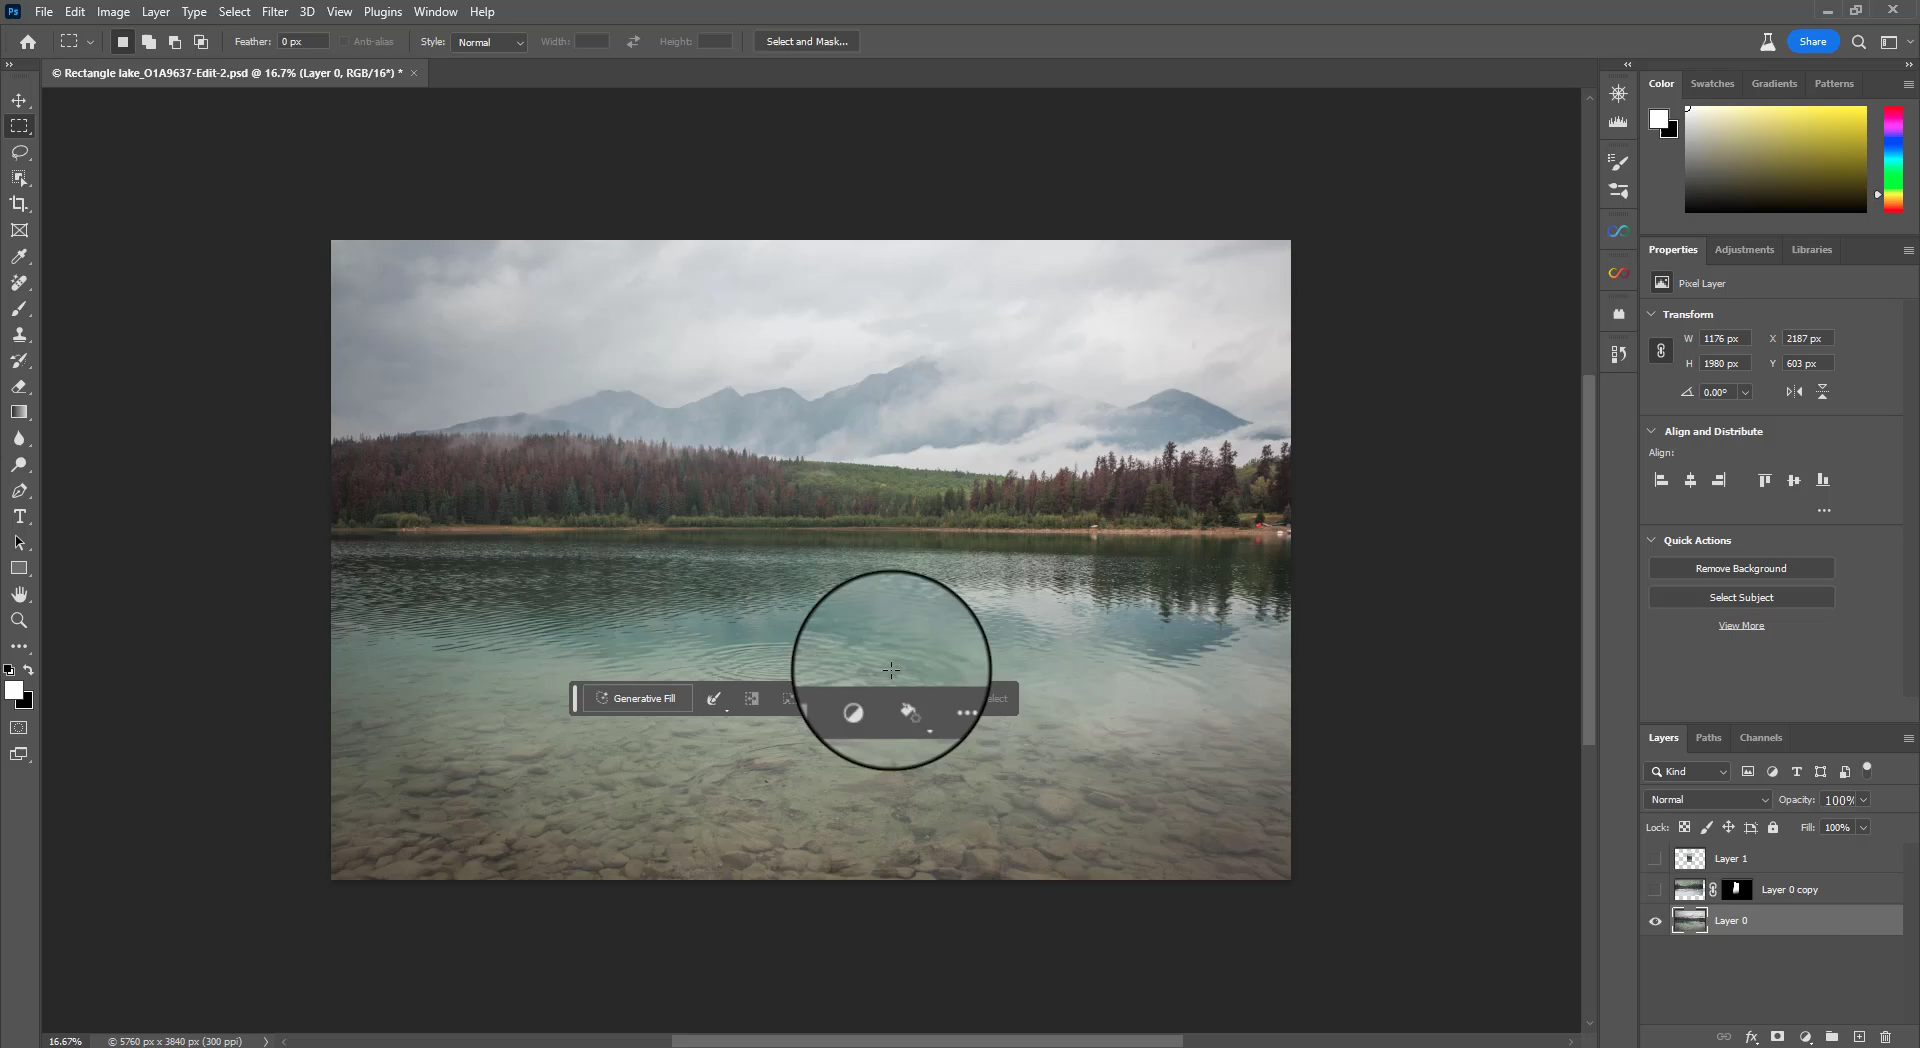 Ps File Edit Image Layer Type Select Filter 3D View Plugins Window Help
Feather: 0 px Anti-alias Style: Normal Width: Height: Select and Mask... Share
© Rectangle lake_O1A9637-Edit-2.psd @ 16.7% (Layer 0, RGB/16*) * ×
Color Swatches Gradients Patterns
Properties Adjustments Libraries
Pixel Layer
Transform
W 1176 px X 2187 px
H 1980 px Y 603 px
0.00°
Align and Distribute
Align:
Quick Actions
Remove Background
Select Subject
View More
Generative Fill
Layers Paths Channels
Kind
Normal Opacity: 100%
Lock: Fill: 100%
Layer 1
Layer 0 copy
Layer 0
16.67% © 5760 px x 3840 px (300 ppi)